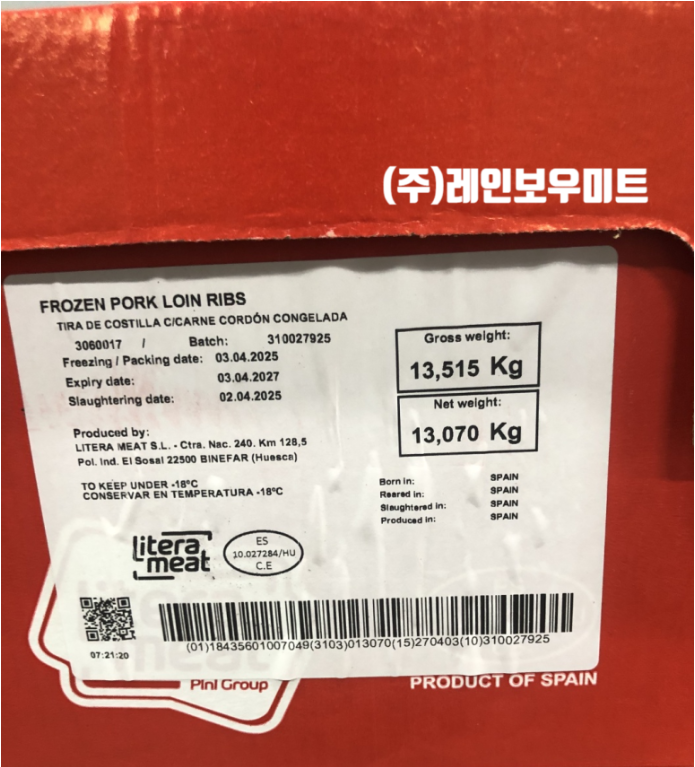 (주)레인보우미트
FROZEN PORK LOIN RIBS
TIRA DE COSTILLA C/CARNE CORDÓN CONGELADA
3060017 / Batch: 310027925
Freezing / Packing date: 03.04.2025
Expiry date: 03.04.2027
Slaughtering date: 02.04.2025
Gross weight:
13,515 Kg
Net weight:
13,070 Kg
Produced by:
LITERA MEAT S.L. - Ctra. Nac. 240. Km 128,5
Pol. Ind. El Sosal 22500 BINEFAR (Huesca)
TO KEEP UNDER -18ºC
CONSERVAR EN TEMPERATURA -18ºC
Born in: SPAIN
Reared in: SPAIN
Slaughtered in: SPAIN
Produced in: SPAIN
litera
meat
ES
10.027284/HU
C.E
(01)18435601007049(3103)013070(15)270403(10)310027925
07:21:20
Pini Group
PRODUCT OF SPAIN